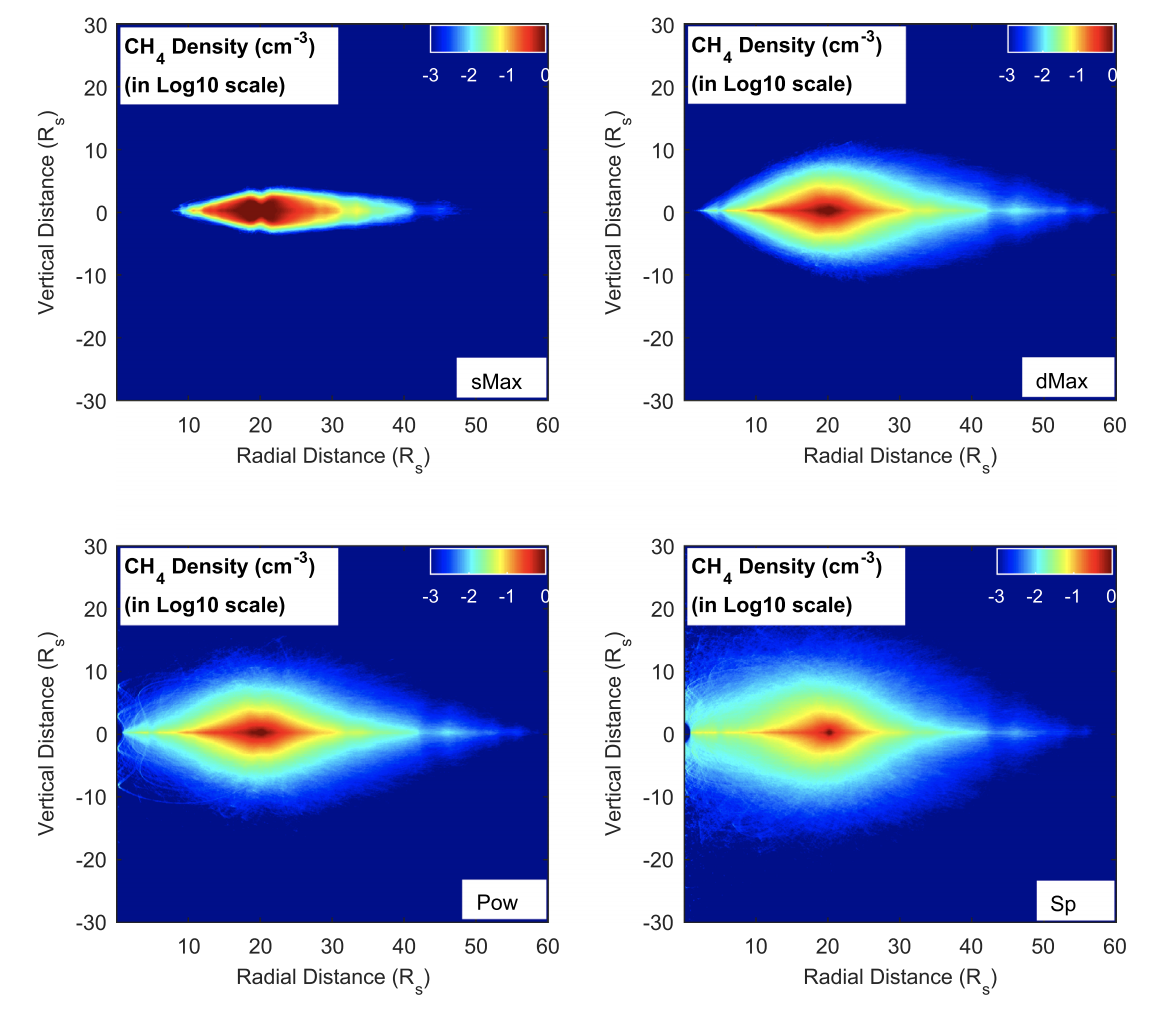 CH4 Density (cm-3)
(in Log10 scale)
-3 -2 -1 0
30
20
10
0
-10
-20
-30
Vertical Distance (Rs)
sMax
10 20 30 40 50 60
Radial Distance (Rs)
CH4 Density (cm-3)
(in Log10 scale)
-3 -2 -1 0
30
20
10
0
-10
-20
-30
Vertical Distance (Rs)
dMax
10 20 30 40 50 60
Radial Distance (Rs)
CH4 Density (cm-3)
(in Log10 scale)
-3 -2 -1 0
30
20
10
0
-10
-20
-30
Vertical Distance (Rs)
Pow
10 20 30 40 50 60
Radial Distance (Rs)
CH4 Density (cm-3)
(in Log10 scale)
-3 -2 -1 0
30
20
10
0
-10
-20
-30
Vertical Distance (Rs)
Sp
10 20 30 40 50 60
Radial Distance (Rs)